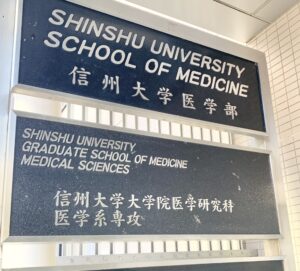 SHINSHU UNIVERSITY
SCHOOL OF MEDICINE
信州大学医学部
SHINSHU UNIVERSITY,
GRADUATE SCHOOL OF MEDICINE
MEDICAL SCIENCES
信州大学大学院医学研究科
医学系専攻